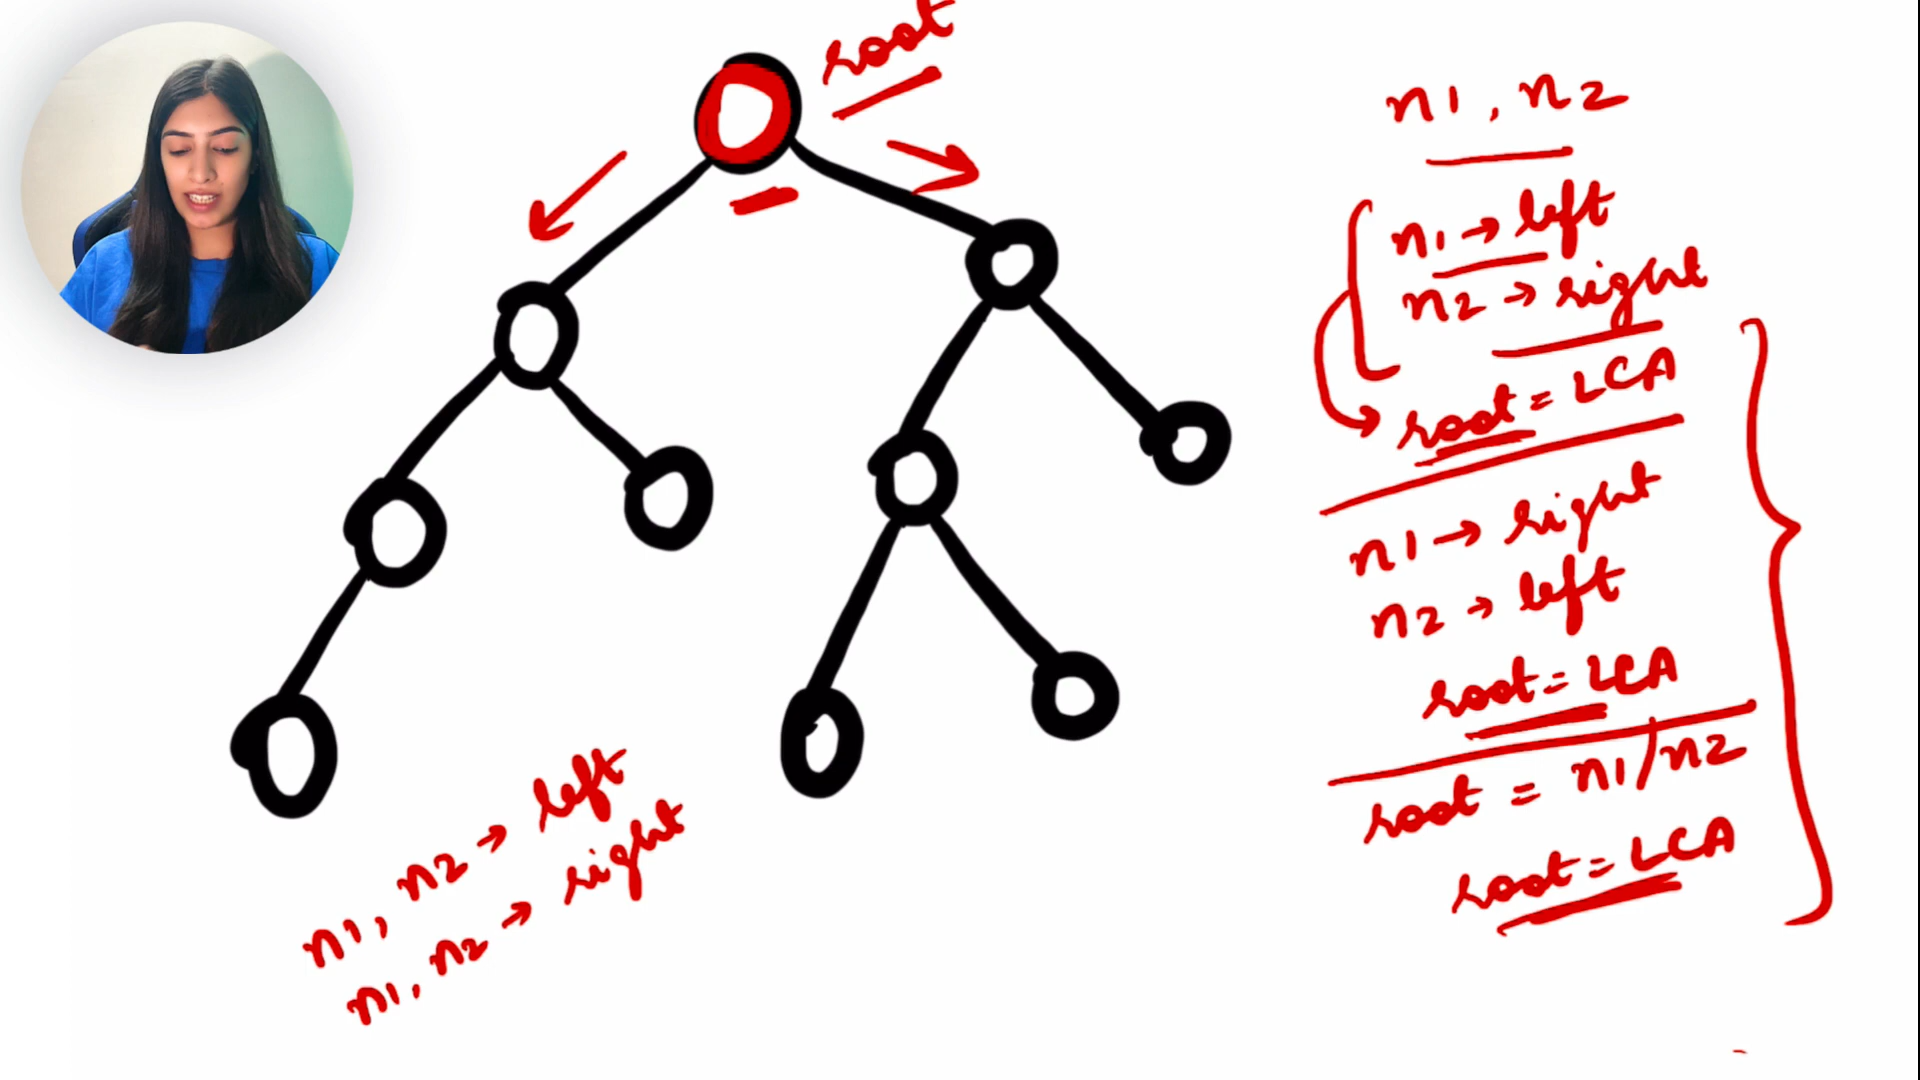 root
n1, n2
n1 → left
n2 → right
root = LCA
n1 → right
n2 → left
root = LCA
root = n1/n2
root = LCA
n1, n2 → left
n1, n2 → right